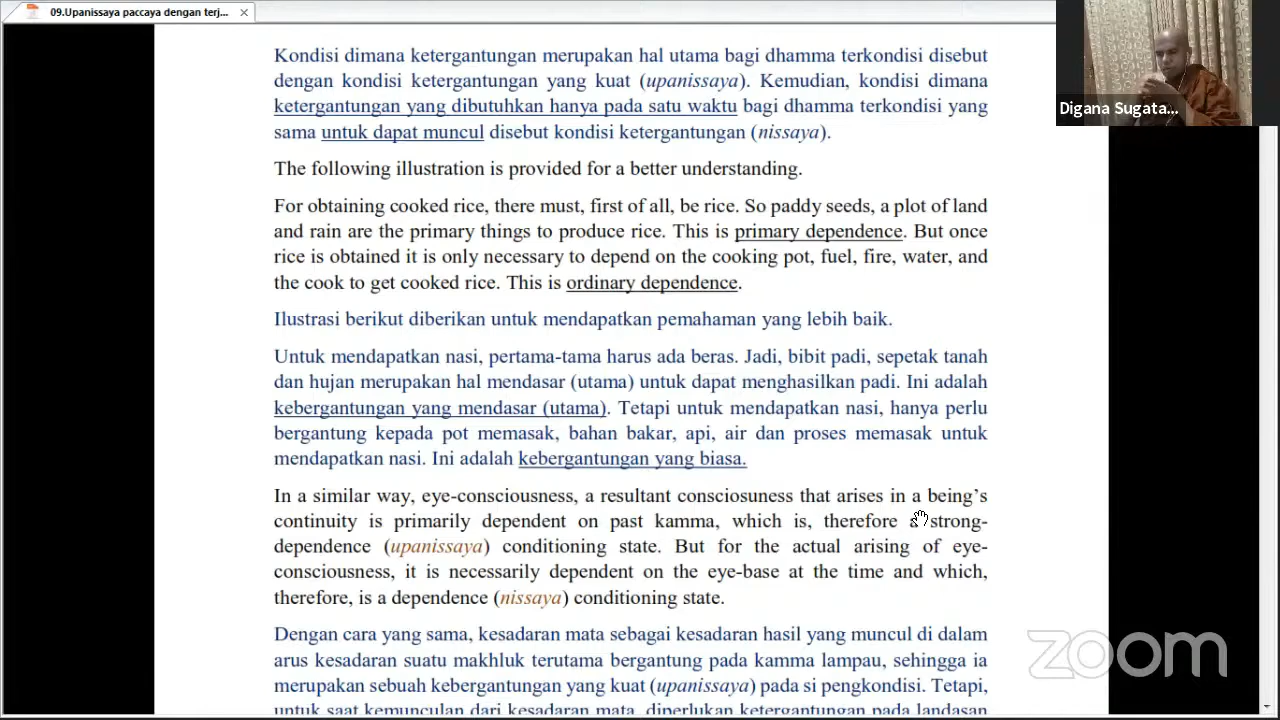 09.Upanissaya paccaya dengan terj...
Kondisi dimana ketergantungan merupakan hal utama bagi dhamma terkondisi disebut
dengan kondisi ketergantungan yang kuat (upanissaya). Kemudian, kondisi dimana
ketergantungan yang dibutuhkan hanya pada satu waktu bagi dhamma terkondisi yang
sama untuk dapat muncul disebut kondisi ketergantungan (nissaya).
The following illustration is provided for a better understanding.
For obtaining cooked rice, there must, first of all, be rice. So paddy seeds, a plot of land
and rain are the primary things to produce rice. This is primary dependence. But once
rice is obtained it is only necessary to depend on the cooking pot, fuel, fire, water, and
the cook to get cooked rice. This is ordinary dependence.
Ilustrasi berikut diberikan untuk mendapatkan pemahaman yang lebih baik.
Untuk mendapatkan nasi, pertama-tama harus ada beras. Jadi, bibit padi, sepetak tanah
dan hujan merupakan hal mendasar (utama) untuk dapat menghasilkan padi. Ini adalah
kebergantungan yang mendasar (utama). Tetapi untuk mendapatkan nasi, hanya perlu
bergantung kepada pot memasak, bahan bakar, api, air dan proses memasak untuk
mendapatkan nasi. Ini adalah kebergantungan yang biasa.
In a similar way, eye-consciousness, a resultant consciosuness that arises in a being's
continuity is primarily dependent on past kamma, which is, therefore a strong-
dependence (upanissaya) conditioning state. But for the actual arising of eye-
consciousness, it is necessarily dependent on the eye-base at the time and which,
therefore, is a dependence (nissaya) conditioning state.
Dengan cara yang sama, kesadaran mata sebagai kesadaran hasil yang muncul di dalam
arus kesadaran suatu makhluk terutama bergantung pada kamma lampau, sehingga ia
merupakan sebuah kebergantungan yang kuat (upanissaya) pada si pengkondisi. Tetapi,
untuk saat kemunculan dari kesadaran mata, diperlukan ketergantungan pada landasan
Digana Sugata...
zoom